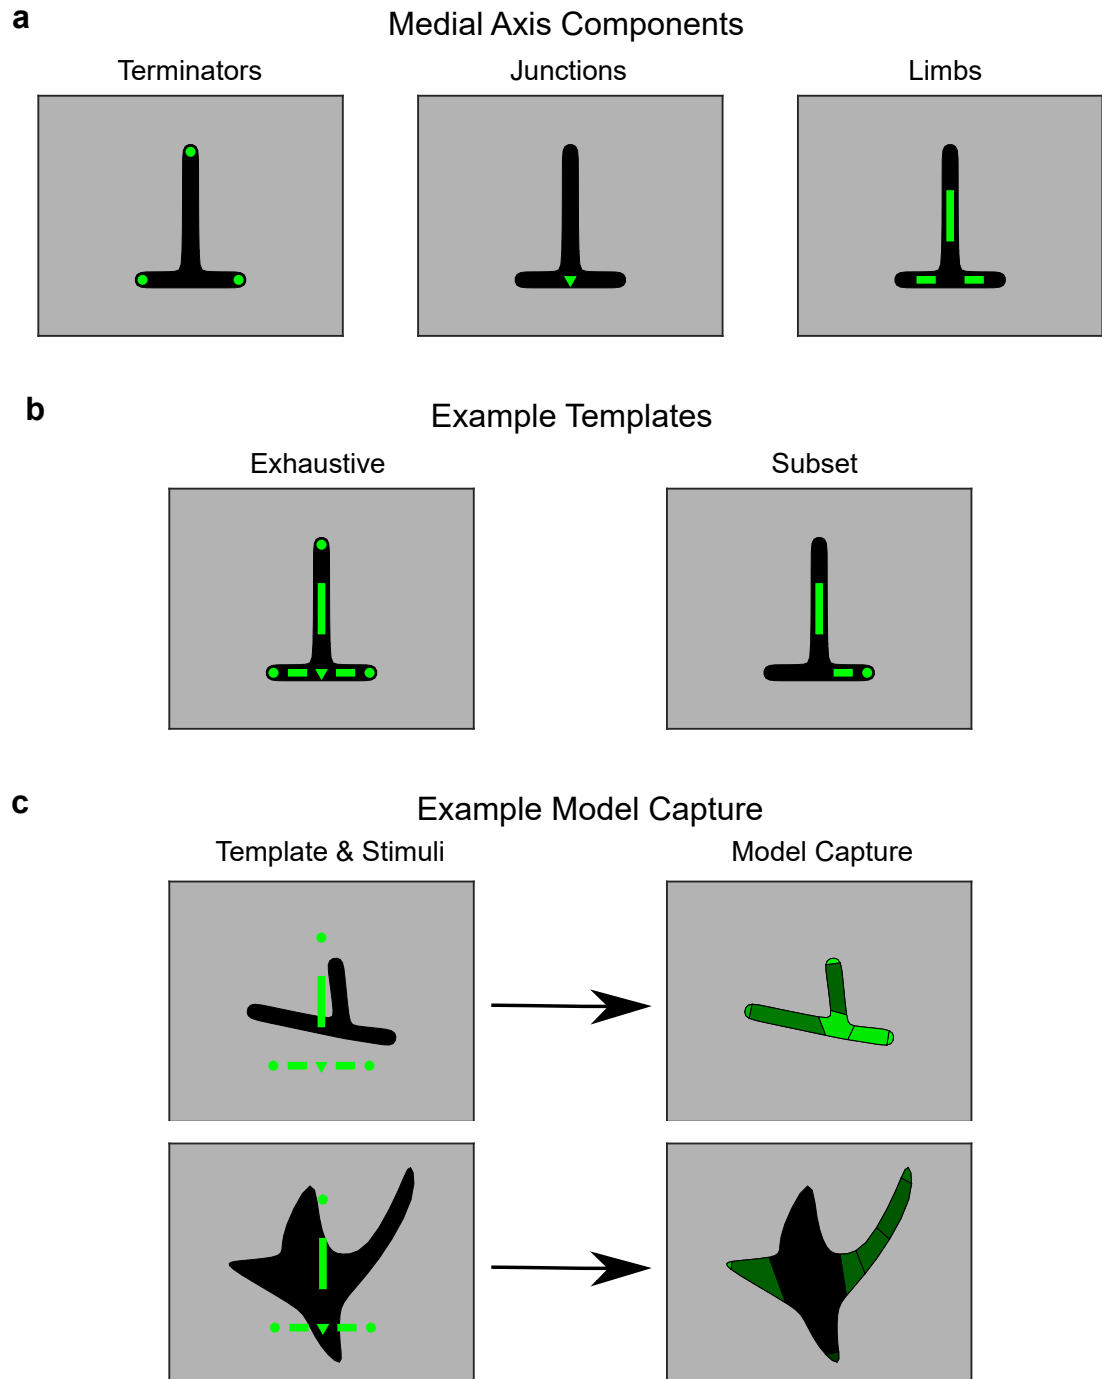 a
Medial Axis Components
Terminators
Junctions
Limbs
b
Example Templates
Exhaustive
Subset
c
Example Model Capture
Template & Stimuli
Model Capture